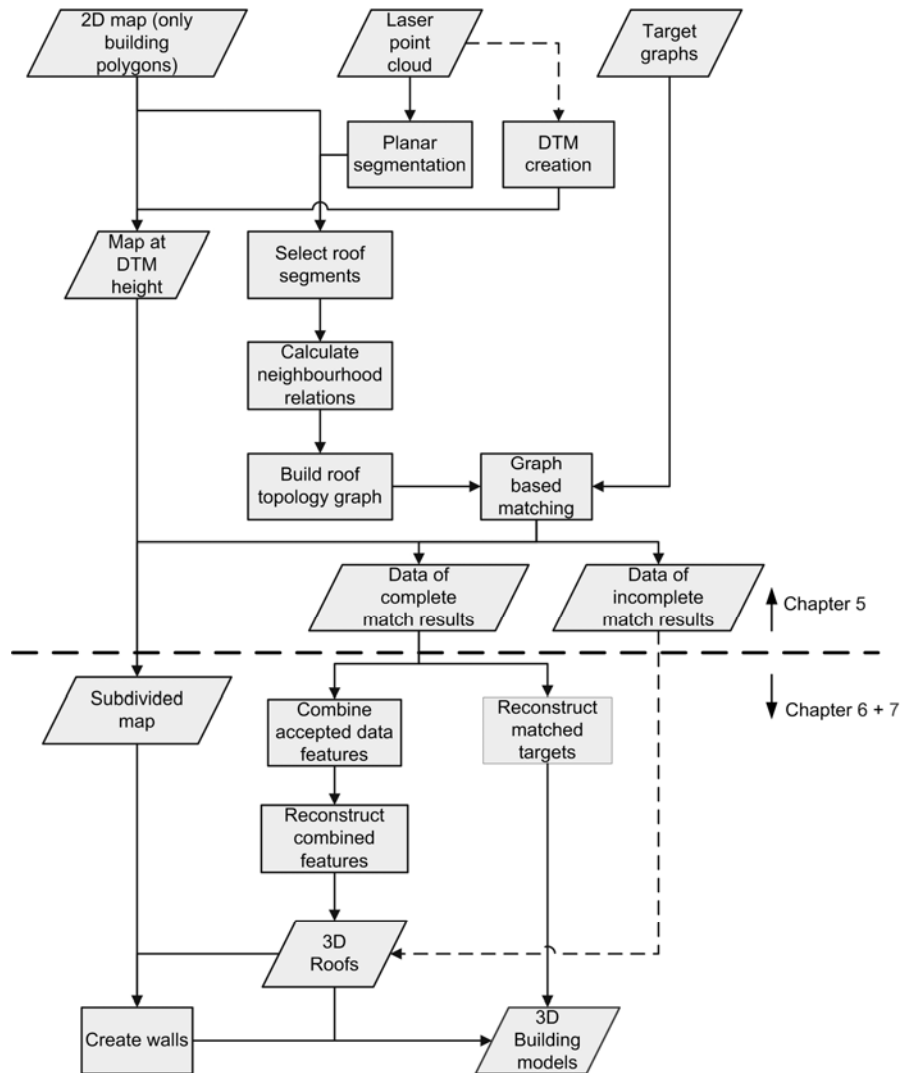 2D map (only
building
polygons)
Laser
point
cloud
Target
graphs
Planar
segmentation
DTM
creation
Map at
DTM
height
Select roof
segments
Calculate
neighbourhood
relations
Build roof
topology graph
Graph
based
matching
Data of
complete
match results
Data of
incomplete
match results
Chapter 5
Subdivided
map
Combine
accepted data
features
Reconstruct
matched
targets
Chapter 6 + 7
Reconstruct
combined
features
3D
Roofs
Create walls
3D
Building
models